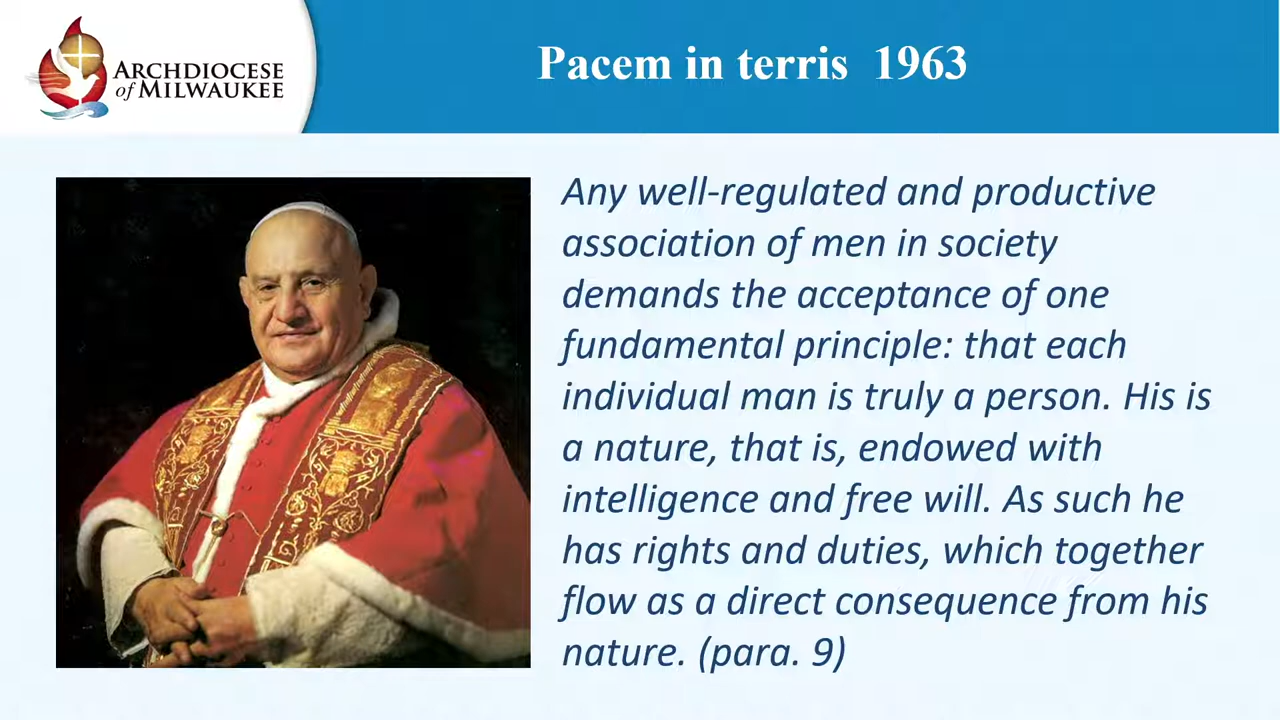 ARCHDIOCESE
of MILWAUKEE
Pacem in terris 1963
Any well-regulated and productive
association of men in society
demands the acceptance of one
fundamental principle: that each
individual man is truly a person. His is
a nature, that is, endowed with
intelligence and free will. As such he
has rights and duties, which together
flow as a direct consequence from his
nature. (para. 9)